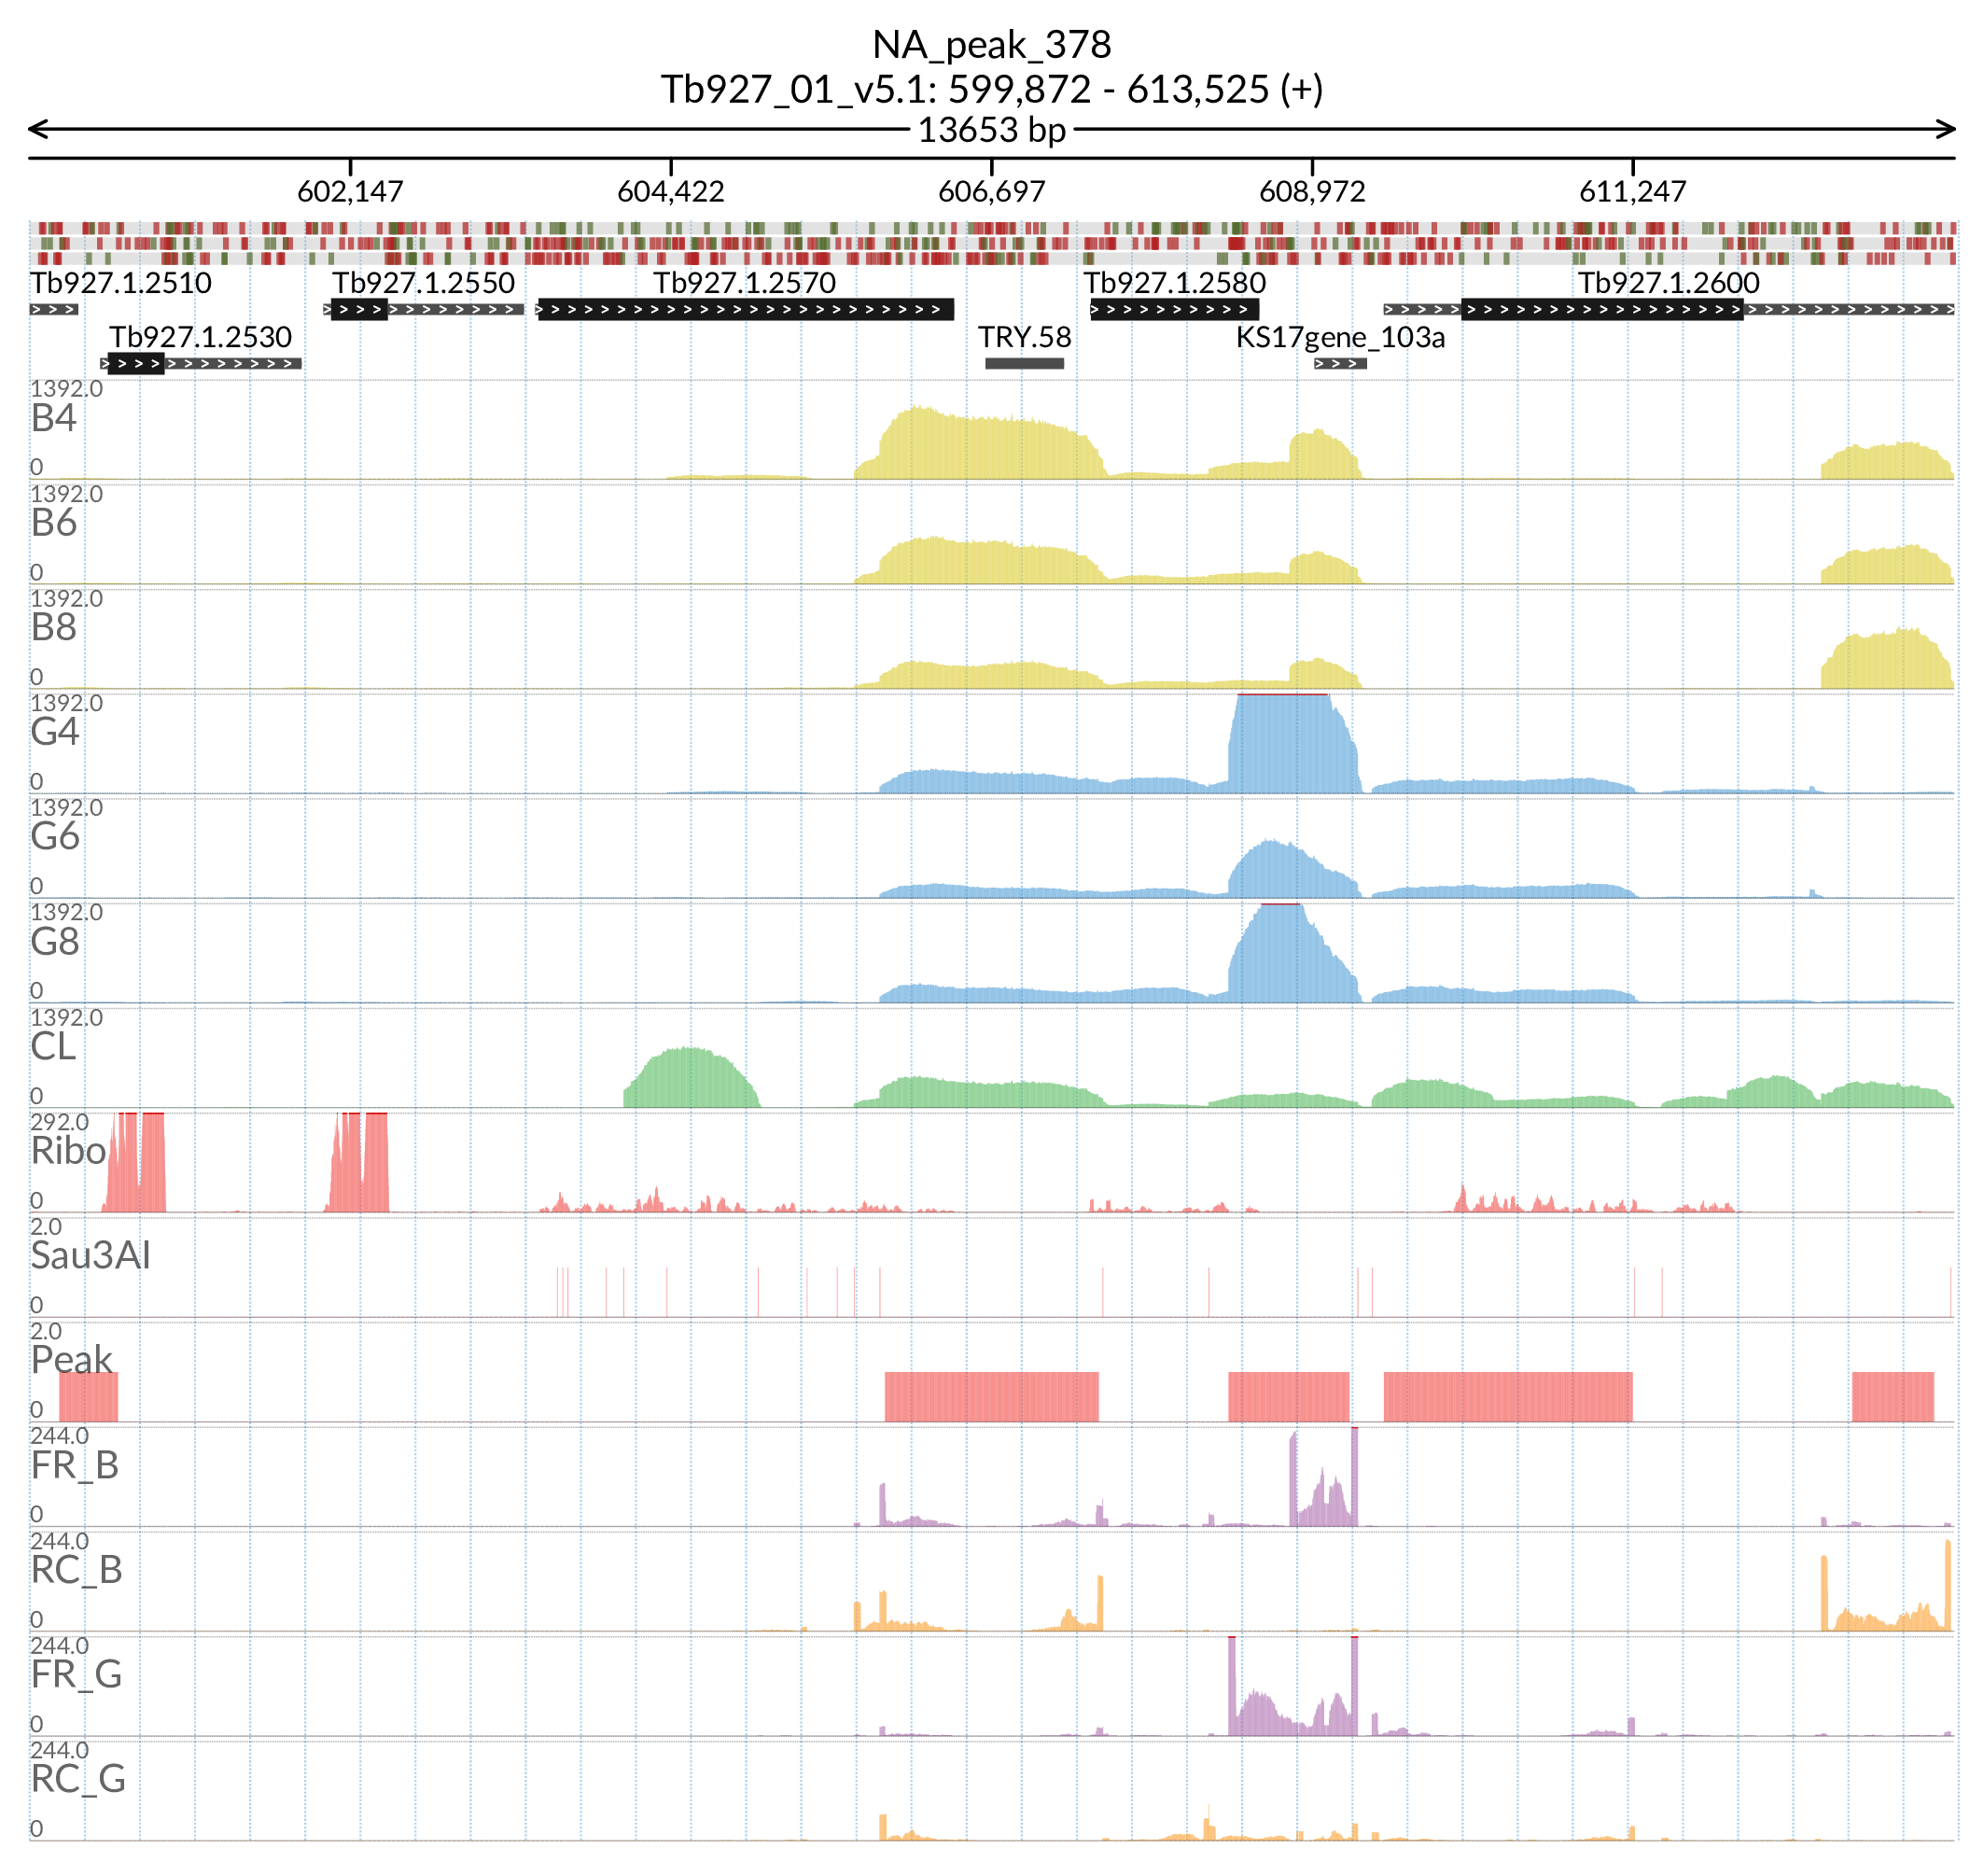 NA_peak_378
Tb927_01_v5.1: 599,872 - 613,525 (+)
13653 bp
602,147 604,422 606,697 608,972 611,247
Tb927.1.2510 Tb927.1.2550 Tb927.1.2570 Tb927.1.2580 Tb927.1.2600
Tb927.1.2530 TRY.58 KS17gene_103a
1392.0
B4
0
1392.0
B6
0
1392.0
B8
0
1392.0
G4
0
1392.0
G6
0
1392.0
G8
0
1392.0
CL
0
292.0
Ribo
0
2.0
Sau3AI
0
2.0
Peak
0
244.0
FR_B
0
244.0
RC_B
0
244.0
FR_G
0
244.0
RC_G
0